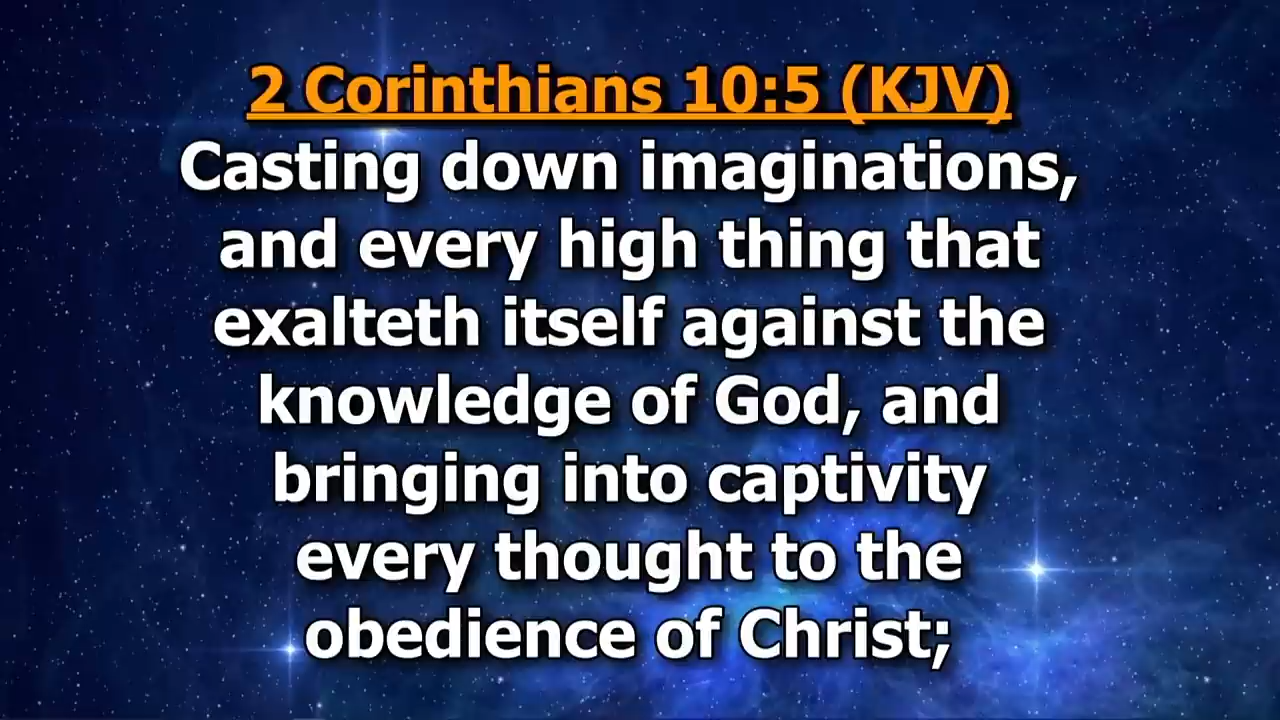 2 Corinthians 10:5 (KJV)
Casting down imaginations,
and every high thing that
exalteth itself against the
knowledge of God, and
bringing into captivity
every thought to the
obedience of Christ;